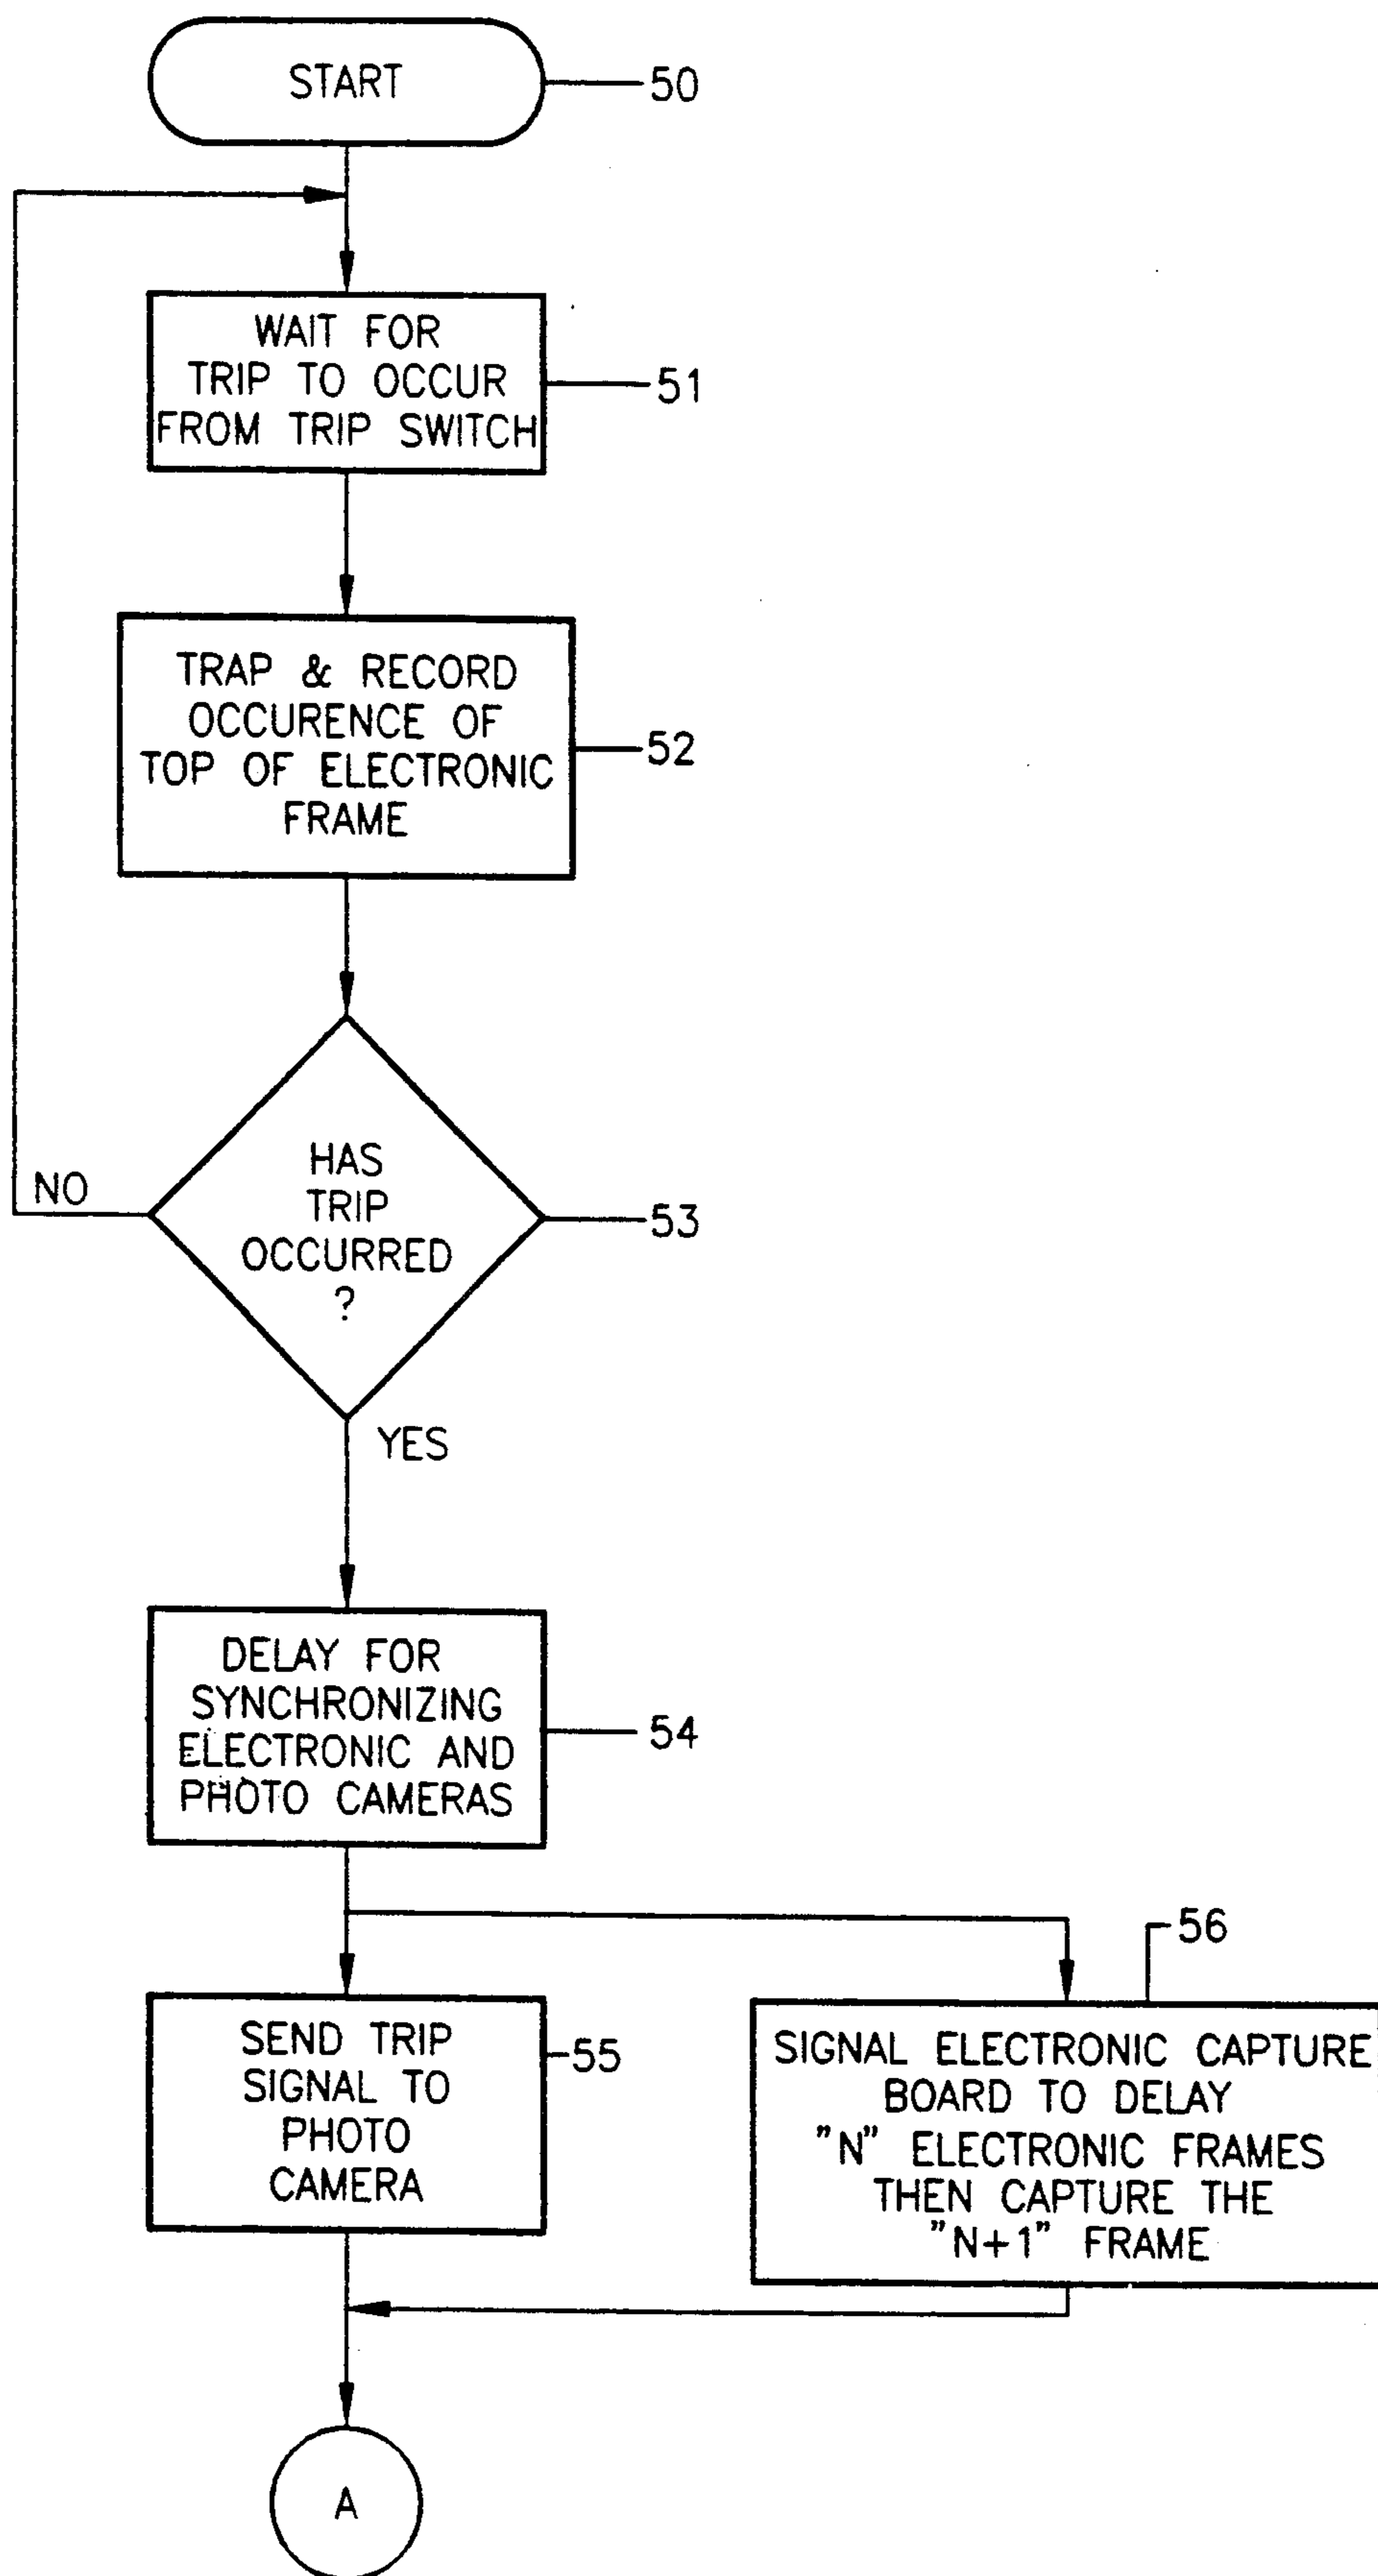 START
50
WAIT FOR
TRIP TO OCCUR
FROM TRIP SWITCH
51
TRAP & RECORD
OCCURENCE OF
TOP OF ELECTRONIC
FRAME
52
HAS
TRIP
OCCURRED
?
53
NO
YES
DELAY FOR
SYNCHRONIZING
ELECTRONIC AND
PHOTO CAMERAS
54
SEND TRIP
SIGNAL TO
PHOTO
CAMERA
55
56
SIGNAL ELECTRONIC CAPTURE
BOARD TO DELAY
"N" ELECTRONIC FRAMES
THEN CAPTURE THE
"N+1" FRAME
A